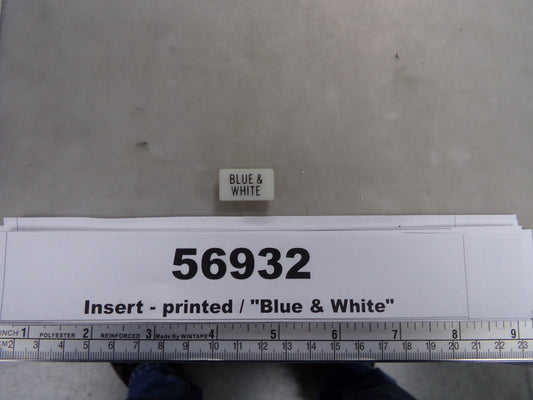 BLUE &
WHITE
56932
Insert - printed / "Blue & White"
INCH 1 POLYESTER 2 REINFORCED 3 Made By WINTAPE 4 5 6 7 8 9
CM 2 3 4 5 6 7 8 9 10 11 12 13 14 15 16 17 18 19 20 21 22 23